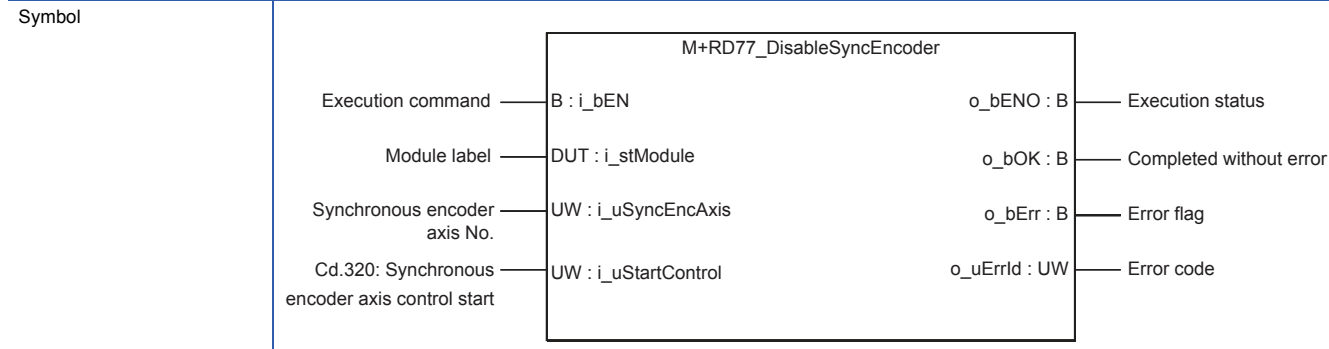 Symbol
M+RD77_DisableSyncEncoder
Execution command
B : i_bEN
o_bENO : B
Execution status
Module label
DUT : i_stModule
o_bOK : B
Completed without error
Synchronous encoder
axis No.
UW : i_uSyncEncAxis
o_bErr : B
Error flag
Cd.320: Synchronous
encoder axis control start
UW : i_uStartControl
o_uErrId : UW
Error code